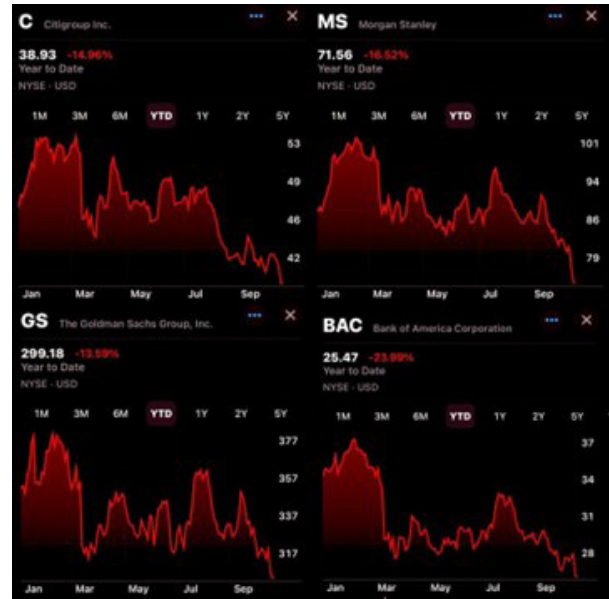 C Citigroup Inc. ••• ×
38.93 -14.96%
Year to Date
NYSE · USD
1M 3M 6M YTD 1Y 2Y 5Y
53
49
46
42
Jan Mar May Jul Sep
MS Morgan Stanley ••• ×
71.56 -16.52%
Year to Date
NYSE · USD
1M 3M 6M YTD 1Y 2Y 5Y
101
94
86
79
Jan Mar May Jul Sep
GS The Goldman Sachs Group, Inc. ••• ×
299.18 -13.59%
Year to Date
NYSE · USD
1M 3M 6M YTD 1Y 2Y 5Y
377
357
337
317
Jan Mar May Jul Sep
BAC Bank of America Corporation ••• ×
25.47 -23.99%
Year to Date
NYSE · USD
1M 3M 6M YTD 1Y 2Y 5Y
37
34
31
28
Jan Mar May Jul Sep